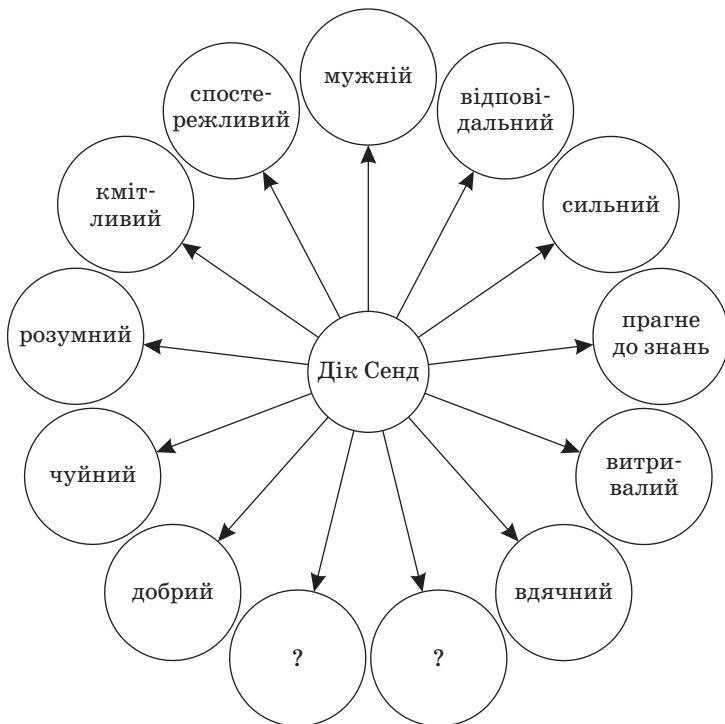 мужній
спосте-
режливий
відпові-
дальний
кміт-
ливий
сильний
розумний
прагне
до знань
Дік Сенд
чуйний
витри-
валий
добрий
вдячний
?
?